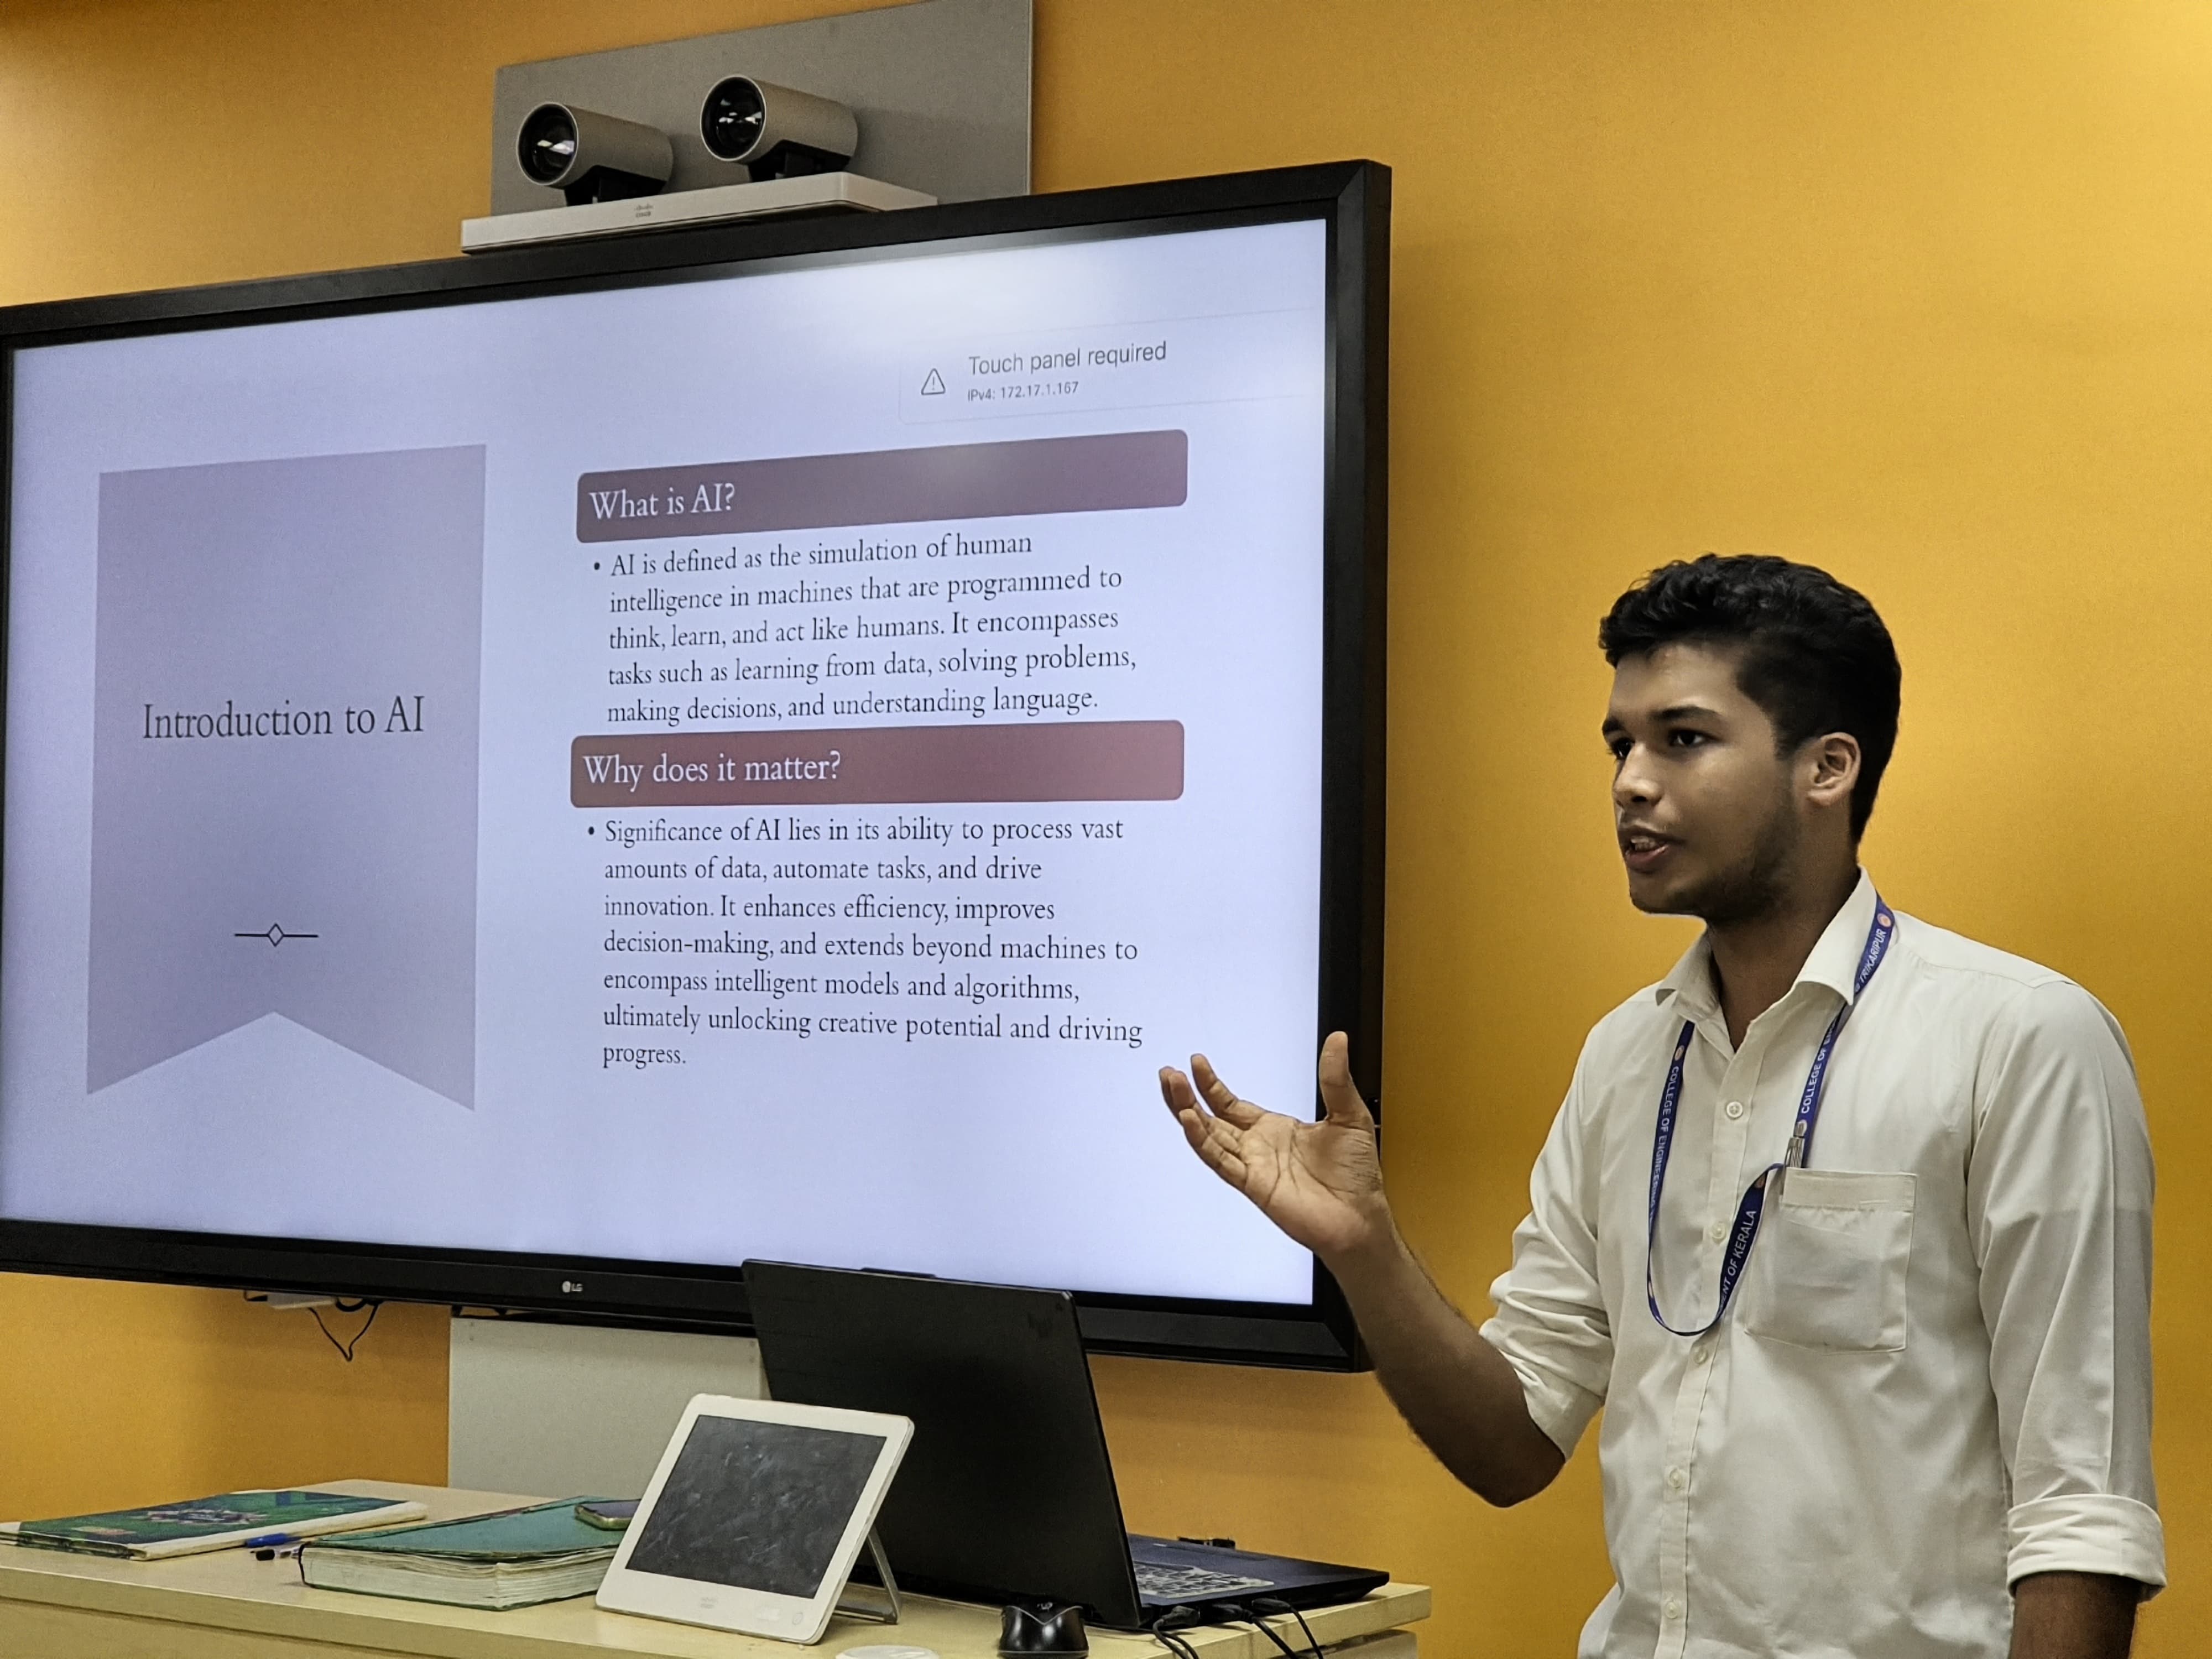 CISCO
Touch panel required
IPv4: 172.17.1.167
Introduction to AI
What is AI?
• AI is defined as the simulation of human
intelligence in machines that are programmed to
think, learn, and act like humans. It encompasses
tasks such as learning from data, solving problems,
making decisions, and understanding language.
Why does it matter?
• Significance of AI lies in its ability to process vast
amounts of data, automate tasks, and drive
innovation. It enhances efficiency, improves
decision-making, and extends beyond machines to
encompass intelligent models and algorithms,
ultimately unlocking creative potential and driving
progress.
LG
TRIKARIPUR
COLLEGE OF
COLLEGE OF ENGINEERING
OF KERALA